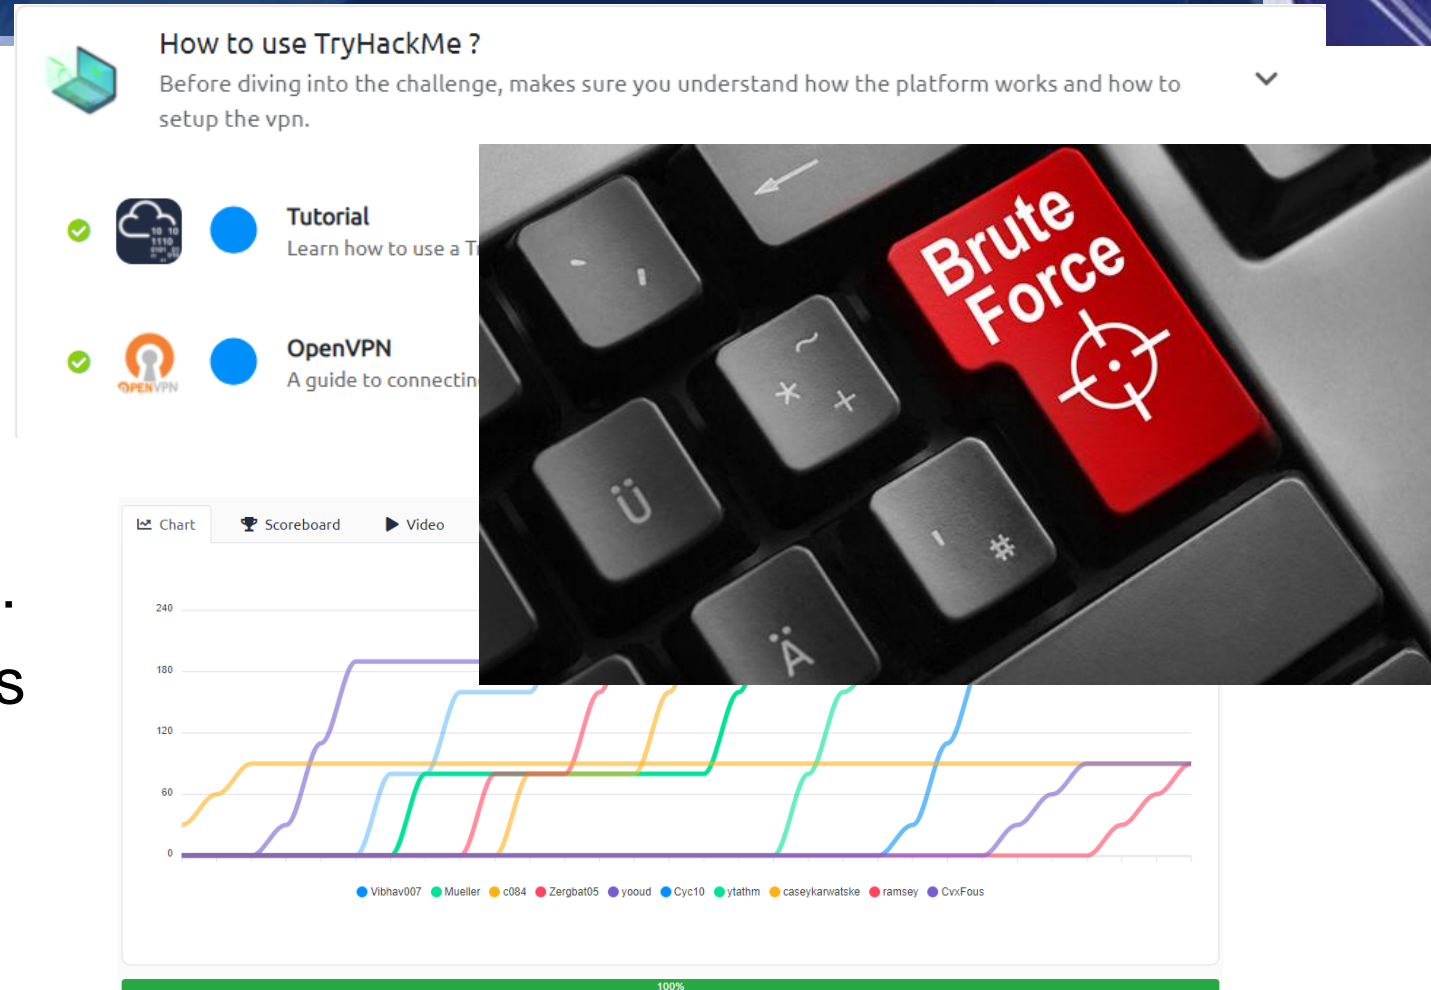 How to use TryHackMe ?
Before diving into the challenge, makes sure you understand how the platform works and how to
setup the vpn.
Tutorial
Learn how to use a
OpenVPN
OPENVPN
A guide to
Brute
Force
~
* +
Ü
' #
Ä
Chart
Scoreboard
Video
.
s
240
180
120
60
0
Vibhav007 Mueller c084 Zergbat05 yooud Cyc10 ytathm caseykarwatske ramsey CvxFous
100%